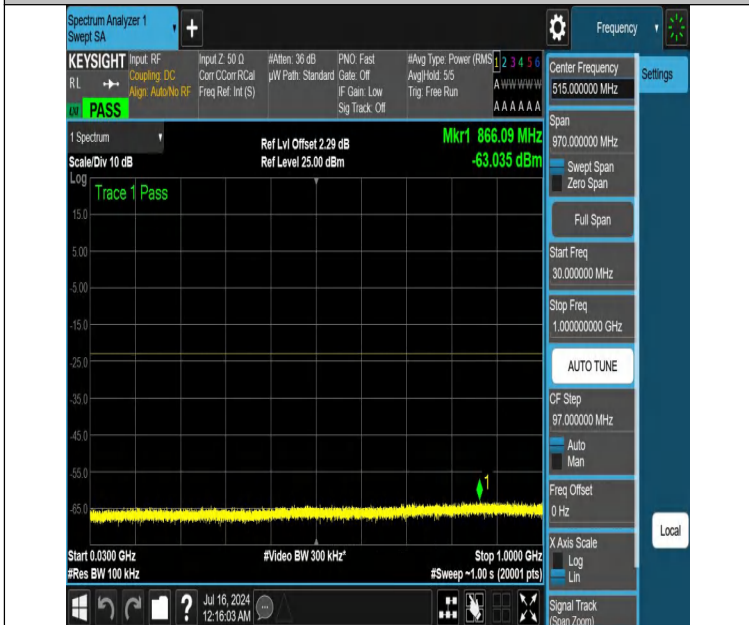 Spectrum Analyzer 1
Swept SA
Frequency
KEYSIGHT
RL
PASS
Input: RF
Coupling: DC
Align: Auto/No RF
Input Z: 50 Ω
Corr CCorr RCal
Freq Ref: Int (S)
#Atten: 36 dB
µW Path: Standard
PNO: Fast
Gate: Off
IF Gain: Low
Sig Track: Off
#Avg Type: Power (RMS
Avg|Hold: 5/5
Trig: Free Run
1 2 3 4 5 6
A W W W W W
A A A A A A
1 Spectrum
Scale/Div 10 dB
Ref Lvl Offset 2.29 dB
Ref Level 25.00 dBm
Mkr1 866.09 MHz
-63.035 dBm
Log
Trace 1 Pass
15.0
5.00
-5.00
-15.0
-25.0
-35.0
-45.0
-55.0
-65.0
1
Start 0.0300 GHz
#Res BW 100 kHz
#Video BW 300 kHz*
Stop 1.0000 GHz
#Sweep ~1.00 s (20001 pts)
Jul 16, 2024
12:16:03 AM
?
Center Frequency
515.000000 MHz
Settings
Span
970.000000 MHz
Swept Span
Zero Span
Full Span
Start Freq
30.000000 MHz
Stop Freq
1.000000000 GHz
AUTO TUNE
CF Step
97.000000 MHz
Auto
Man
Freq Offset
0 Hz
X Axis Scale
Log
Lin
Local
Signal Track
(Span Zoom)